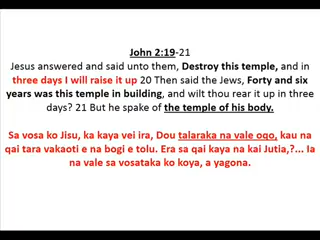 John 2:19-21
Jesus answered and said unto them, Destroy this temple, and in
three days I will raise it up 20 Then said the Jews, Forty and six
years was this temple in building, and wilt thou rear it up in three
days? 21 But he spake of the temple of his body.
Sa vosa ko Jisu, ka kaya vei ira, Dou talaraka na vale oqo, kau na
qai tara vakaoti e na bogi e tolu. Era sa qai kaya na kai Jutia,?... Ia
na vale sa vosataka ko koya, a yagona.